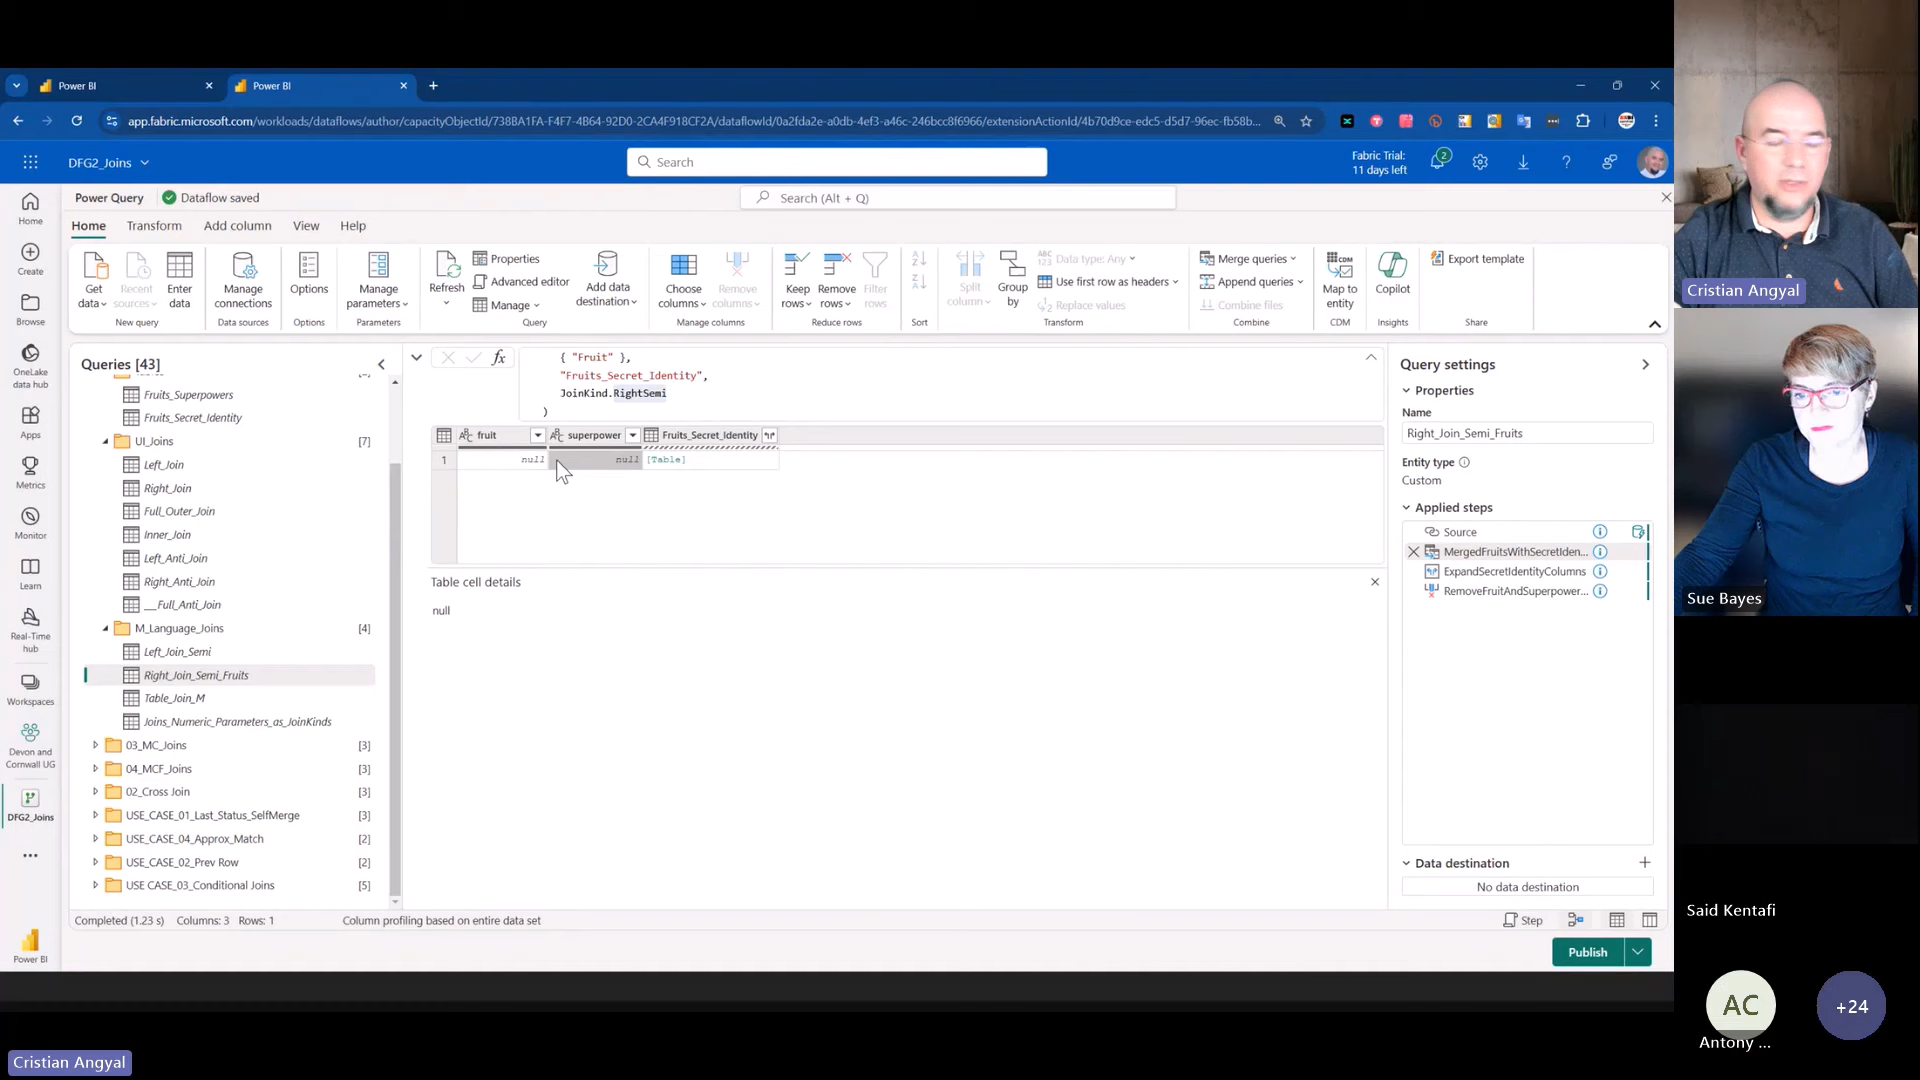 Power BI
Power BI
app.fabric.microsoft.com/workloads/dataflows/author/capacityObjectId/738BA1FA-F4F7-4B64-92D0-2CA4F918CF2A/dataflowId/0a2fda2e-a0db-4ef3-a46c-246bcc8f6966/extensionActionId/4b70d9ce-edc5-d5d7-96ec-fb58b...
DFG2_Joins
Search
Fabric Trial:
11 days left
2
Power Query
Dataflow saved
Search (Alt + Q)
Home
Transform
Add column
View
Help
Get data
Recent sources
Enter data
New query
Manage connections
Data sources
Options
Options
Manage parameters
Parameters
Refresh
Properties
Advanced editor
Manage
Query
Add data destination
Choose columns
Remove columns
Manage columns
Keep rows
Remove rows
Filter rows
Reduce rows
Sort
Split column
Group by
Data type: Any
Use first row as headers
Replace values
Transform
Merge queries
Append queries
Combine files
Combine
Map to entity
CDM
Copilot
Insights
Export template
Share
Home
Create
Browse
OneLake data hub
Apps
Metrics
Monitor
Learn
Real-Time hub
Workspaces
Devon and Cornwall UG
DFG2_Joins
Power BI
Queries [43]
Fruits_Superpowers
Fruits_Secret_Identity
UI_Joins [7]
Left_Join
Right_Join
Full_Outer_Join
Inner_Join
Left_Anti_Join
Right_Anti_Join
__Full_Anti_Join
M_Language_Joins [4]
Left_Join_Semi
Right_Join_Semi_Fruits
Table_Join_M
Joins_Numeric_Parameters_as_JoinKinds
03_MC_Joins [3]
04_MCF_Joins [3]
02_Cross Join [3]
USE_CASE_01_Last_Status_SelfMerge [3]
USE_CASE_04_Approx_Match [2]
USE_CASE_02_Prev Row [2]
USE CASE_03_Conditional Joins [5]
fx
{ "Fruit" },
"Fruits_Secret_Identity",
JoinKind.RightSemi
)
fruit superpower Fruits_Secret_Identity
1 null null [Table]
Table cell details
null
Query settings
Properties
Name
Right_Join_Semi_Fruits
Entity type
Custom
Applied steps
Source
MergedFruitsWithSecretIden...
ExpandSecretIdentityColumns
RemoveFruitAndSuperpower...
Data destination
No data destination
Completed (1.23 s) Columns: 3 Rows: 1
Column profiling based on entire data set
Step
Publish
Cristian Angyal
Sue Bayes
Said Kentafi
AC
Antony ...
+24
Cristian Angyal